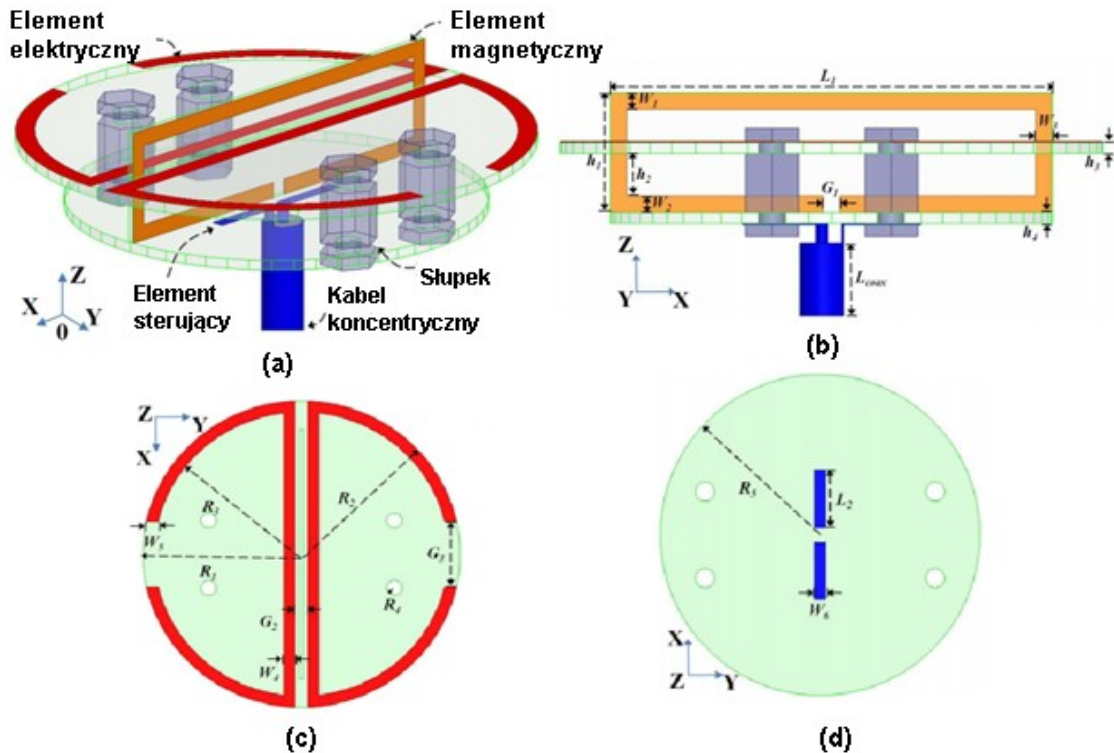 Element
elektryczny
Element
magnetyczny
Element
sterujący
Kabel
koncentryczny
Słupek
Z
X
Y
0
(a)
L1
W1
W3
h1
h2
h3
G1
W2
h4
Lcoax
Z
Y
X
(b)
Z
Y
X
R3
R2
W5
R1
G3
G2
R4
W4
(c)
R5
L2
W6
X
Z
Y
(d)